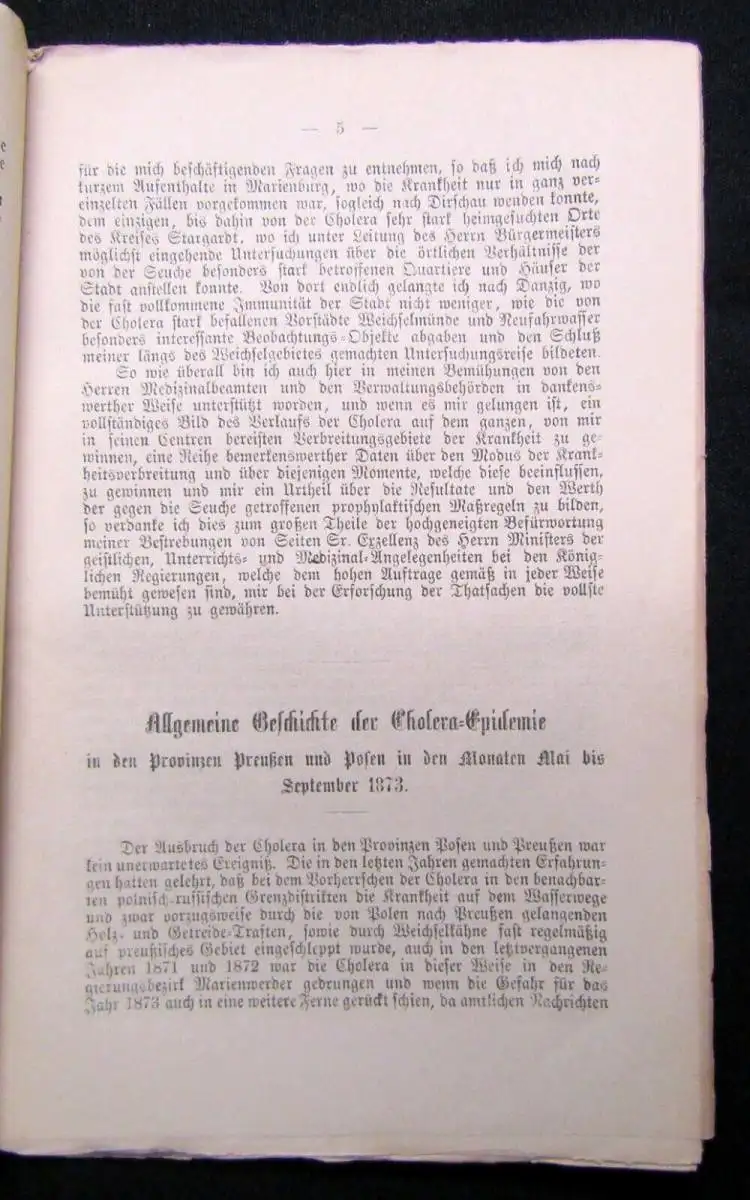 — 5 —
für die mich beschäftigenden Fragen zu entnehmen, so daß ich mich nach
kurzem Aufenthalte in Marienburg, wo die Krankheit nur in ganz ver-
einzelten Fällen vorgekommen war, sogleich nach Dirschau wenden konnte,
dem einzigen, bis dahin von der Cholera sehr stark heimgesuchten Orte
des Kreises Stargardt, wo ich unter Leitung des Herrn Bürgermeisters
möglichst eingehende Untersuchungen über die örtlichen Verhältnisse der
von der Seuche besonders stark betroffenen Quartiere und Häuser der
Stadt anstellen konnte. Von dort endlich gelangte ich nach Danzig, wo
die fast vollkommene Immunität der Stadt nicht weniger, wie die von
der Cholera stark befallenen Vorstädte Weichselmünde und Neufahrwasser
besonders interessante Beobachtungs-Objekte abgaben und den Schluß
meiner längs des Weichselgebietes gemachten Untersuchungsreise bildeten.
So wie überall bin ich auch hier in meinen Bemühungen von den
Herren Medizinalbeamten und den Verwaltungsbehörden in dankens-
werther Weise unterstützt worden, und wenn es mir gelungen ist, ein
vollständiges Bild des Verlaufs der Cholera auf dem ganzen, von mir
in seinen Centren bereisten Verbreitungsgebiete der Krankheit zu ge-
winnen, eine Reihe bemerkenswerther Daten über den Modus der Krank-
heitsverbreitung und über diejenigen Momente, welche diese beeinflussen,
zu gewinnen und mir ein Urtheil über die Resultate und den Werth
der gegen die Seuche getroffenen prophylaktischen Maßregeln zu bilden,
so verdanke ich dies zum großen Theile der hochgeneigten Befürwortung
meiner Bestrebungen von Seiten Sr. Exzellenz des Herrn Ministers der
geistlichen, Unterrichts- und Medizinal-Angelegenheiten bei den König-
lichen Regierungen, welche dem hohen Auftrage gemäß in jeder Weise
bemüht gewesen sind, mir bei der Erforschung der Thatsachen die vollste
Unterstützung zu gewähren.
Allgemeine Geschichte der Cholera-Epidemie
in den Provinzen Preußen und Posen in den Monaten Mai bis
September 1873.
Der Ausbruch der Cholera in den Provinzen Posen und Preußen war
kein unerwartetes Ereigniß. Die in den letzten Jahren gemachten Erfahrun-
gen hatten gelehrt, daß bei dem Vorherrschen der Cholera in den benachbar-
ten polnisch-russischen Grenzdistrikten die Krankheit auf dem Wasserwege
und zwar vorzugsweise durch die von Polen nach Preußen gelangenden
Holz- und Getreide-Traften, sowie durch Weichselkähne fast regelmäßig
auf preußisches Gebiet eingeschleppt wurde, auch in den letztvergangenen
Jahren 1871 und 1872 war die Cholera in dieser Weise in den Re-
gierungsbezirk Marienwerder gedrungen und wenn die Gefahr für das
Jahr 1873 auch in eine weitere Ferne gerückt schien, da amtlichen Nachrichten